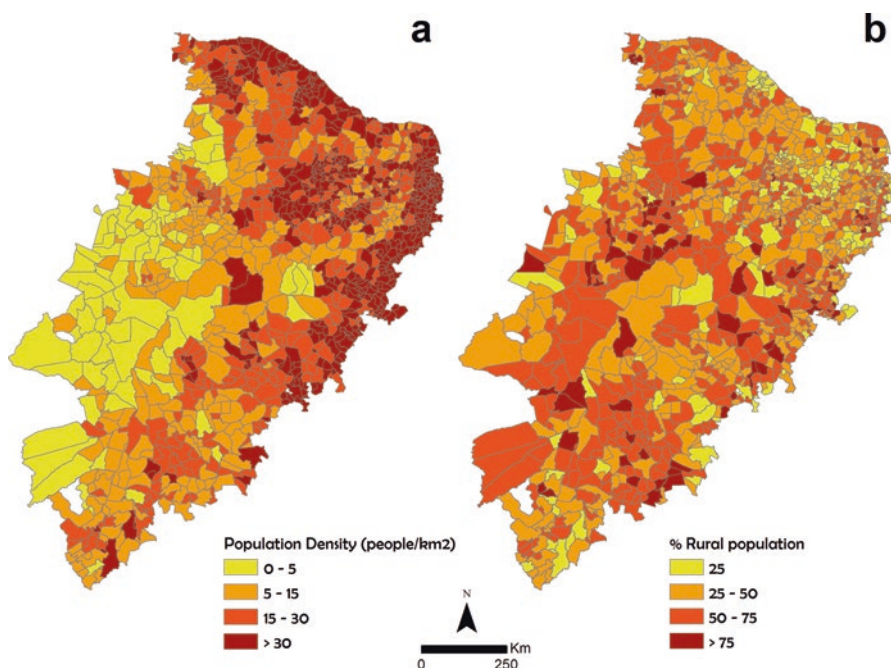 a
b
Population Density (people/km2)
0 - 5
5 - 15
15 - 30
> 30
N
Km
0 250
% Rural population
25
25 - 50
50 - 75
> 75